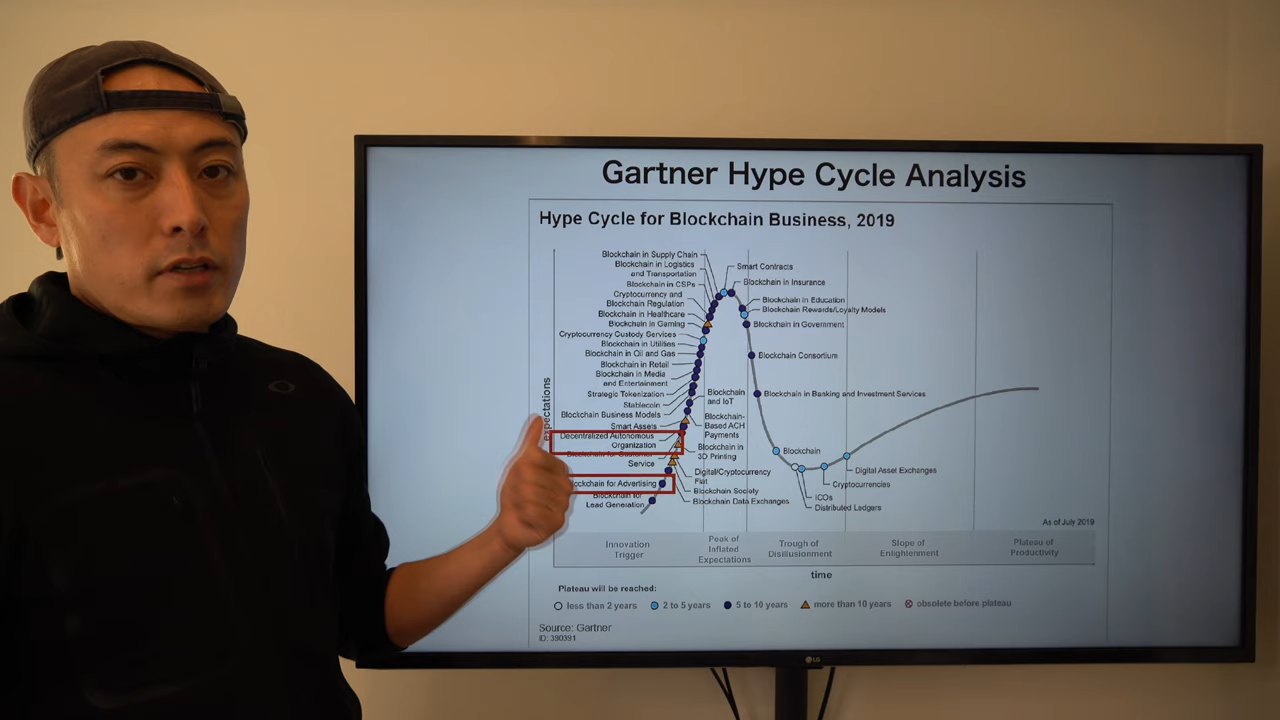 Gartner Hype Cycle Analysis
Hype Cycle for Blockchain Business, 2019
expectations
Blockchain in Supply Chain
Blockchain in Logistics
and Transportation
Blockchain in CSPs
Cryptocurrency and
Blockchain Regulation
Blockchain in Healthcare
Blockchain in Gaming
Cryptocurrency Custody Services
Blockchain in Utilities
Blockchain in Oil and Gas
Blockchain in Retail
Blockchain in Media
and Entertainment
Strategic Tokenization
Stablecoin
Blockchain Business Models
Smart Assets
Decentralized Autonomous
Organization
Blockchain for Customer
Service
ckchain for Advertising
Blockchain for
Lead Generation
Smart Contracts
Blockchain in Insurance
Blockchain in Education
Blockchain Rewards/Loyalty Models
Blockchain in Government
Blockchain Consortium
Blockchain in Banking and Investment Services
Blockchain
and IoT
Blockchain-
Based ACH
Payments
Blockchain in
3D Printing
Digital/Cryptocurrency
Fiat
Blockchain Society
Blockchain Data Exchanges
Blockchain
Digital Asset Exchanges
Cryptocurrencies
ICOs
Distributed Ledgers
As of July 2019
Innovation
Trigger
Peak of
Inflated
Expectations
Trough of
Disillusionment
Slope of
Enlightenment
Plateau of
Productivity
time
Plateau will be reached:
less than 2 years
2 to 5 years
5 to 10 years
more than 10 years
obsolete before plateau
Source: Gartner
ID: 390391
LG